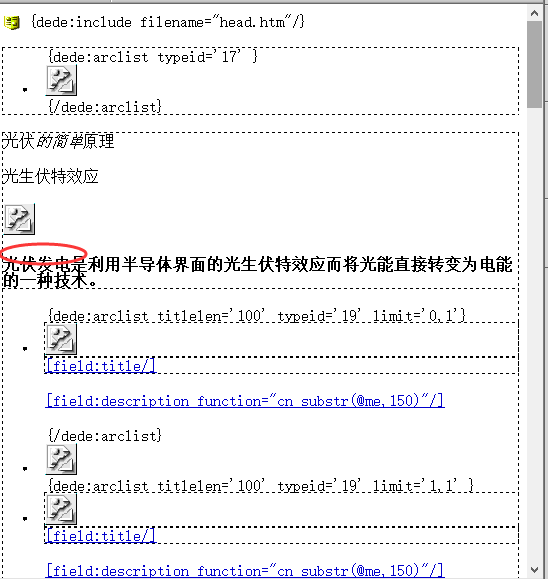 {dede:include filename="head.htm"/}
{dede:arclist typeid='17' }
{/dede:arclist}
光伏的简单原理
光生伏特效应
光伏发电是利用半导体界面的光生伏特效应而将光能直接转变为电能
的一种技术。
{dede:arclist titlelen='100' typeid='19' limit='0,1'}
[field:title/]
[field:description function="cn_substr(@me,150)"/]
{/dede:arclist}
{dede:arclist titlelen='100' typeid='19' limit='1,1' }
[field:title/]
[field:description function="cn_substr(@me,150)"/]